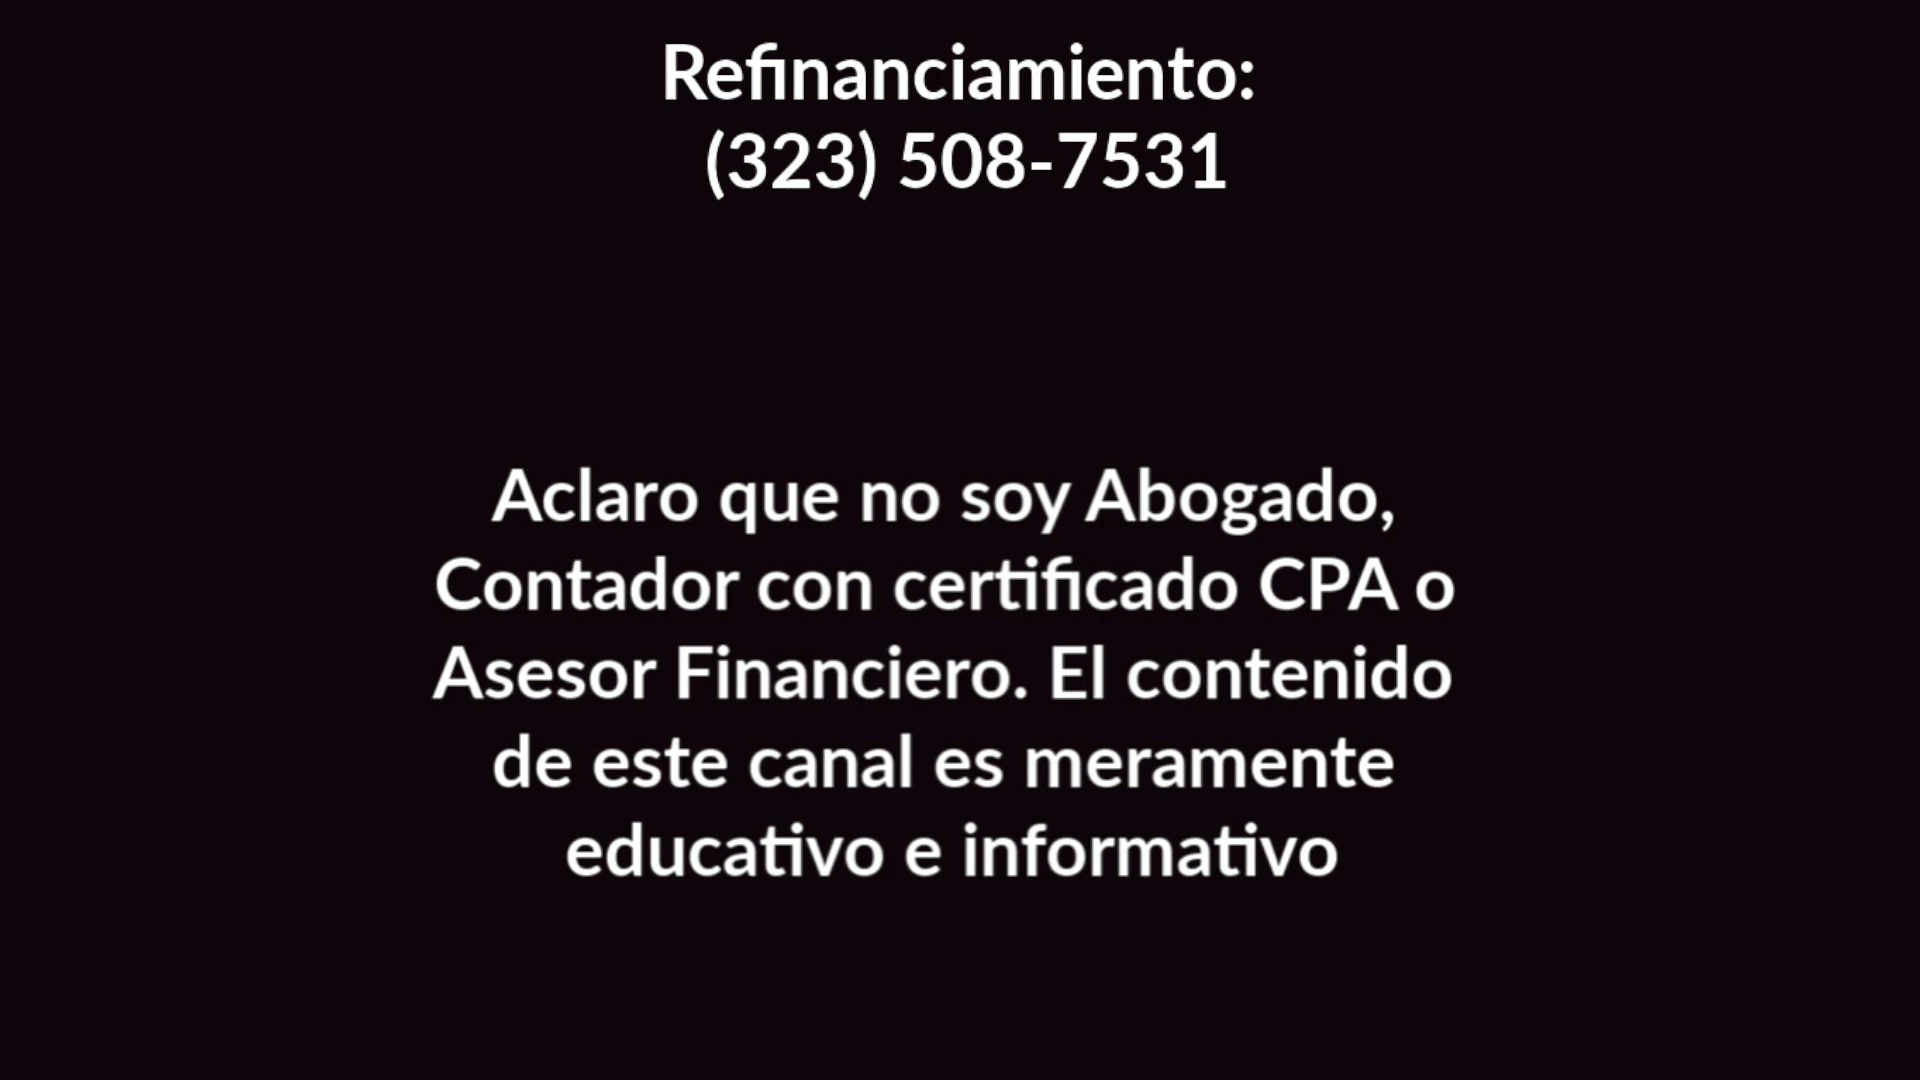 Refinanciamiento:
(323) 508-7531
Aclaro que no soy Abogado,
Contador con certificado CPA o
Asesor Financiero. El contenido
de este canal es meramente
educativo e informativo